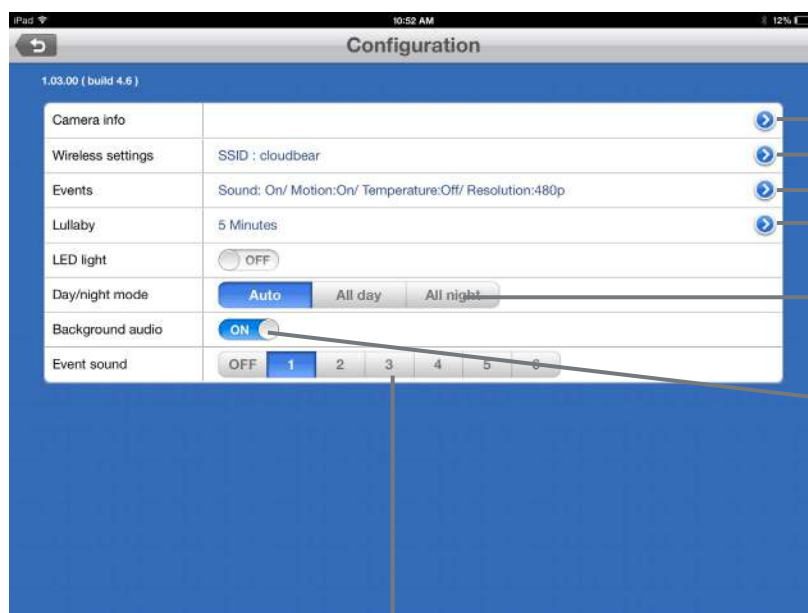 iPad 10:52 AM 12%
Configuration
1.03.00 ( build 4.6 )
Camera info
Wireless settings SSID : cloudbear
Events Sound: On/ Motion:On/ Temperature:Off/ Resolution:480p
Lullaby 5 Minutes
LED light OFF
Day/night mode Auto All day All night
Background audio ON
Event sound OFF 1 2 3 4 5 6